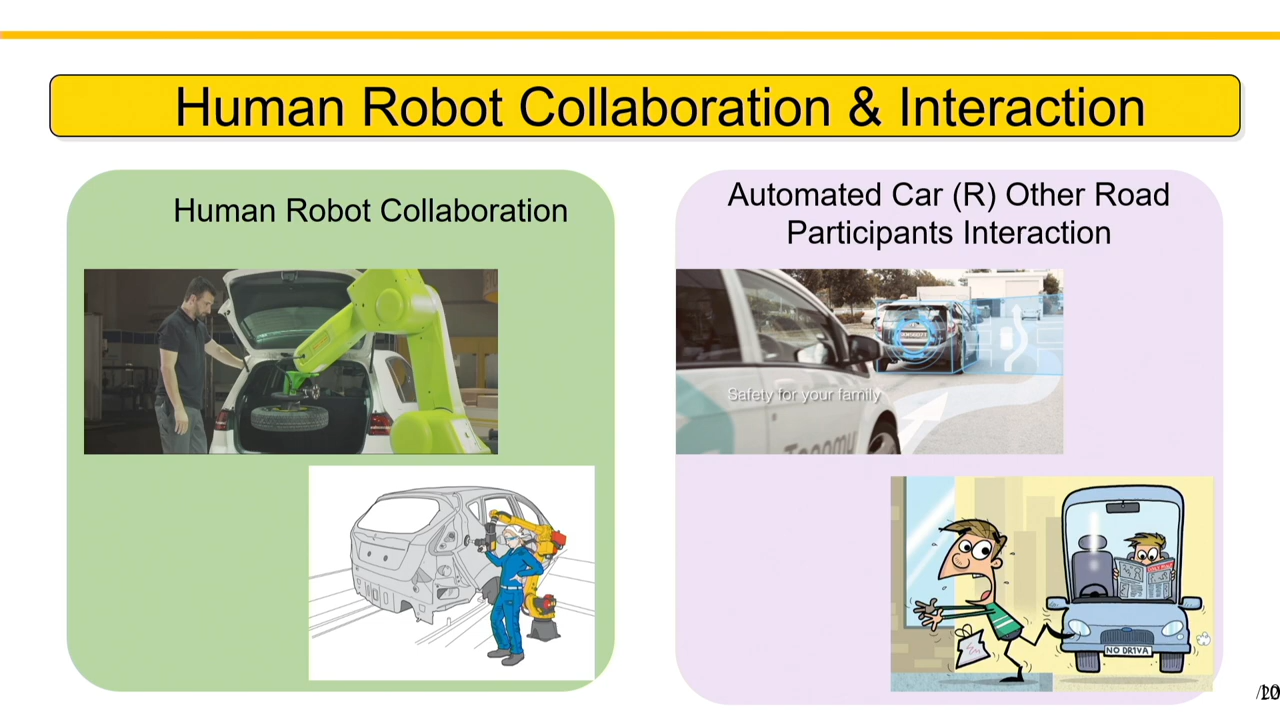 Human Robot Collaboration & Interaction
Human Robot Collaboration
Automated Car (R) Other Road
Participants Interaction
Safety for your family
NO DR1VA